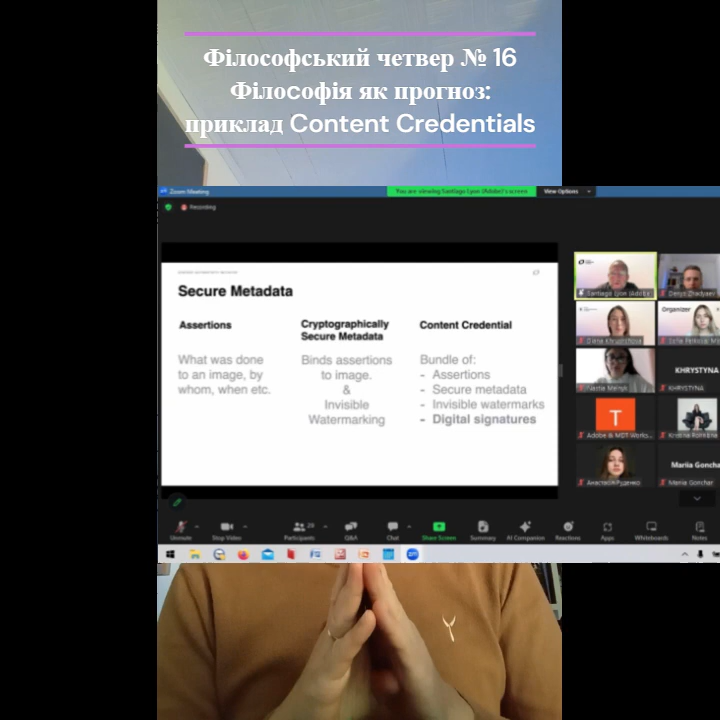 Філософський четвер № 16
Філософія як прогноз:
приклад Content Credentials
Zoom Meeting
You are viewing Santiago Lyon (Adobe)'s screen
View Options
Recording
Secure Metadata
Assertions
What was done
to an image, by
whom, when etc.
Cryptographically
Secure Metadata
Binds assertions
to image.
&
Invisible
Watermarking
Content Credential
Bundle of:
- Assertions
- Secure metadata
- Invisible watermarks
- Digital signatures
Santiago Lyon (Adobe
Organizer
KHRYSTYNA
KHRYSTYNA
T
Adobe & MDT Works...
Mariia Gonchar
Анастасія Руденко
Mariia Gonchar
Unmute
Stop Video
Participants
29
Q&A
Chat
Share Screen
Summary
AI Companion
Reactions
Apps
Whiteboards
Notes